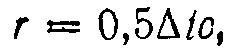 r = 0,5Δtc,